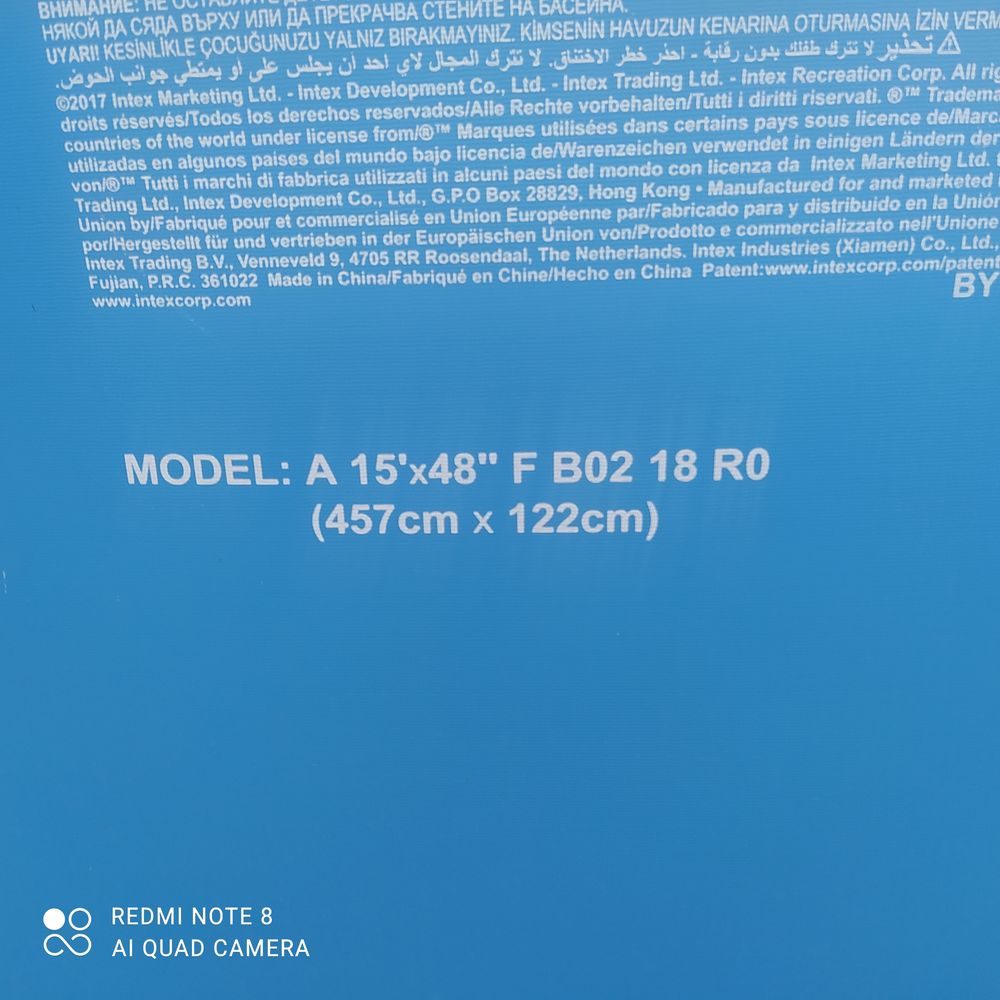 ВНИМАНИЕ: НЕ ОСТАВЯЙТЕ
НЯКОЙ ДА СЯДА ВЪРХУ ИЛИ ДА ПРЕКРАЧВА СТЕНИТЕ НА БАСЕЙНА.
UYARI! KESİNLİKLE ÇOCUĞUNUZU YALNIZ BIRAKMAYINIZ. KİMSENİN HAVUZUN KENARINA OTURMASINA İZİN VERM
تحذير لا تترك طفلك بدون رقابة - احذر خطر الاختناق. لا تترك المجال لاي احد ان يجلس على أو يمتطي جوانب الحوض.
©2017 Intex Marketing Ltd. - Intex Development Co., Ltd. - Intex Trading Ltd. - Intex Recreation Corp. All rig
droits réservés/Todos los derechos reservados/Alle Rechte vorbehalten/Tutti i diritti riservati. ®™ Tradema
countries of the world under license from/®™ Marques utilisées dans certains pays sous licence de/Marc
utilizadas en algunos países del mundo bajo licencia de/Warenzeichen verwendet in einigen Ländern der
von/®™ Tutti i marchi di fabbrica utilizzati in alcuni paesi del mondo con licenza da Intex Marketing Ltd.
Trading Ltd., Intex Development Co., Ltd., G.P.O Box 28829, Hong Kong • Manufactured for and marketed
Union by/Fabriqué pour et commercialisé en Union Européenne par/Fabricado para y distribuido en la Unión
por/Hergestellt für und vertrieben in der Europäischen Union von/Prodotto e commercializzato nell'Unione
Intex Trading B.V., Venneveld 9, 4705 RR Roosendaal, The Netherlands. Intex Industries (Xiamen) Co., Ltd.,
Fujian, P.R.C. 361022 Made in China/Fabriqué en Chine/Hecho en China Patent:www.intexcorp.com/patent
www.intexcorp.com
BY
MODEL: A 15'x48" F B02 18 R0
(457cm x 122cm)
REDMI NOTE 8
AI QUAD CAMERA